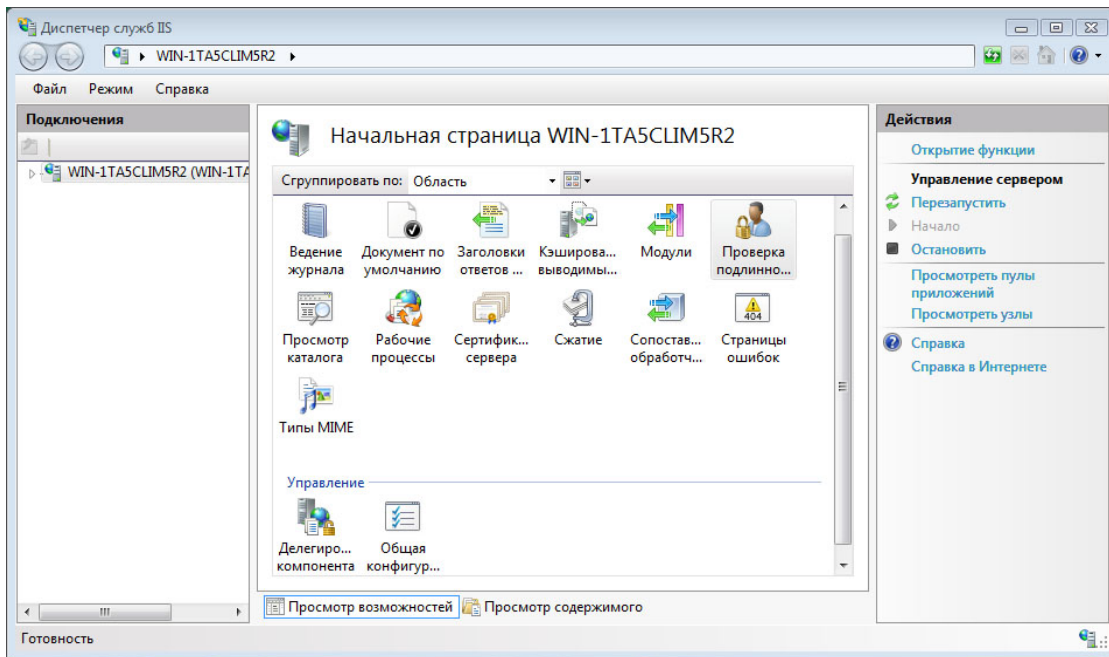 Диспетчер служб IIS
WIN-1TA5CLIM5R2
Файл Режим Справка
Подключения
WIN-1TA5CLIM5R2 (WIN-1TA
Начальная страница WIN-1TA5CLIM5R2
Сгруппировать по: Область
Ведение журнала
Документ по умолчанию
Заголовки ответов ...
Кэширова... выводимы...
Модули
Проверка подлинно...
Просмотр каталога
Рабочие процессы
Сертифик... сервера
Сжатие
Сопостав... обработч...
404
Страницы ошибок
Типы MIME
Управление
Делегиро... компонента
Общая конфигур...
Просмотр возможностей
Просмотр содержимого
Действия
Открытие функции
Управление сервером
Перезапустить
Начало
Остановить
Просмотреть пулы
приложений
Просмотреть узлы
Справка
Справка в Интернете
Готовность